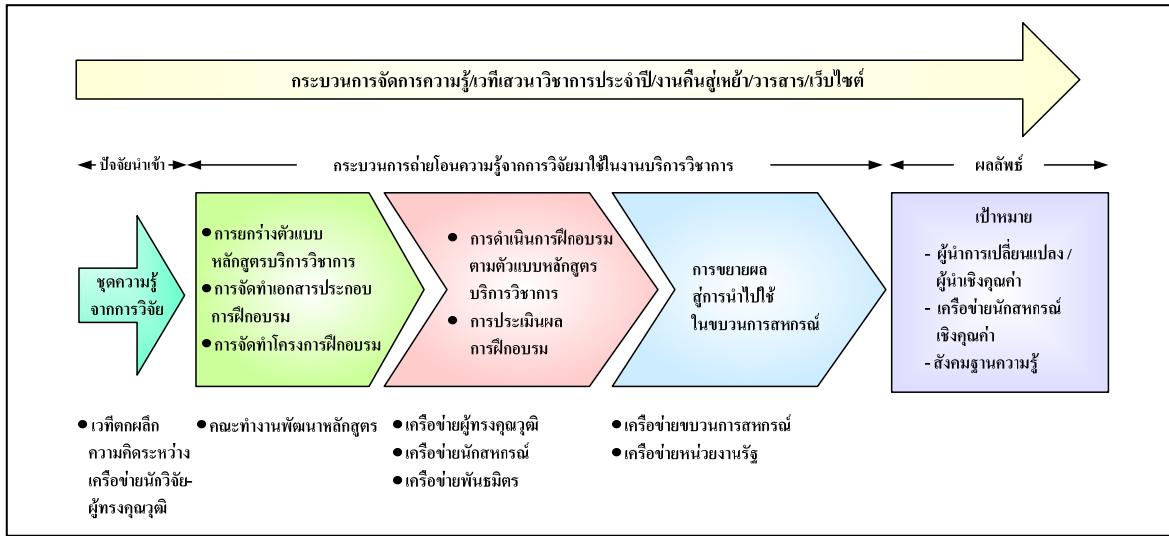 กระบวนการจัดการความรู้/เวทีเสวนาวิชาการประจำปี/งานคืนสู่เหย้า/วารสาร/เว็บไซต์
ปัจจัยนำเข้า
กระบวนการถ่ายโอนความรู้จากการวิจัยมาใช้ในงานบริการวิชาการ
ผลลัพธ์
ชุดความรู้
จากการวิจัย
● การยกร่างตัวแบบ
หลักสูตรบริการวิชาการ
● การจัดทำเอกสารประกอบ
การฝึกอบรม
● การจัดทำโครงการฝึกอบรม
● การดำเนินการฝึกอบรม
ตามตัวแบบหลักสูตร
บริการวิชาการ
● การประเมินผล
การฝึกอบรม
การขยายผล
สู่การนำไปใช้
ในขบวนการสหกรณ์
เป้าหมาย
- ผู้นำการเปลี่ยนแปลง /
ผู้นำเชิงคุณค่า
- เครือข่ายนักสหกรณ์
เชิงคุณค่า
- สังคมฐานความรู้
● เวทีตกผลึก
ความคิดระหว่าง
เครือข่ายนักวิจัย-
ผู้ทรงคุณวุฒิ
● คณะทำงานพัฒนาหลักสูตร
● เครือข่ายผู้ทรงคุณวุฒิ
● เครือข่ายนักสหกรณ์
● เครือข่ายพันธมิตร
● เครือข่ายขบวนการสหกรณ์
● เครือข่ายหน่วยงานรัฐ